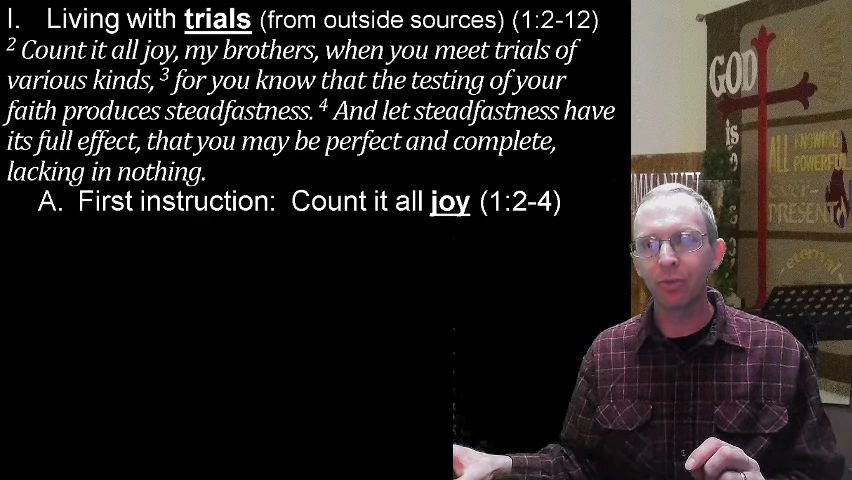 I. Living with trials (from outside sources) (1:2-12)
2 Count it all joy, my brothers, when you meet trials of
various kinds, 3 for you know that the testing of your
faith produces steadfastness. 4 And let steadfastness have
its full effect, that you may be perfect and complete,
lacking in nothing.
A. First instruction: Count it all joy (1:2-4)
GOD
is
ALL KNOWING
POWERFUL
EVER-
PRESENT
eternal